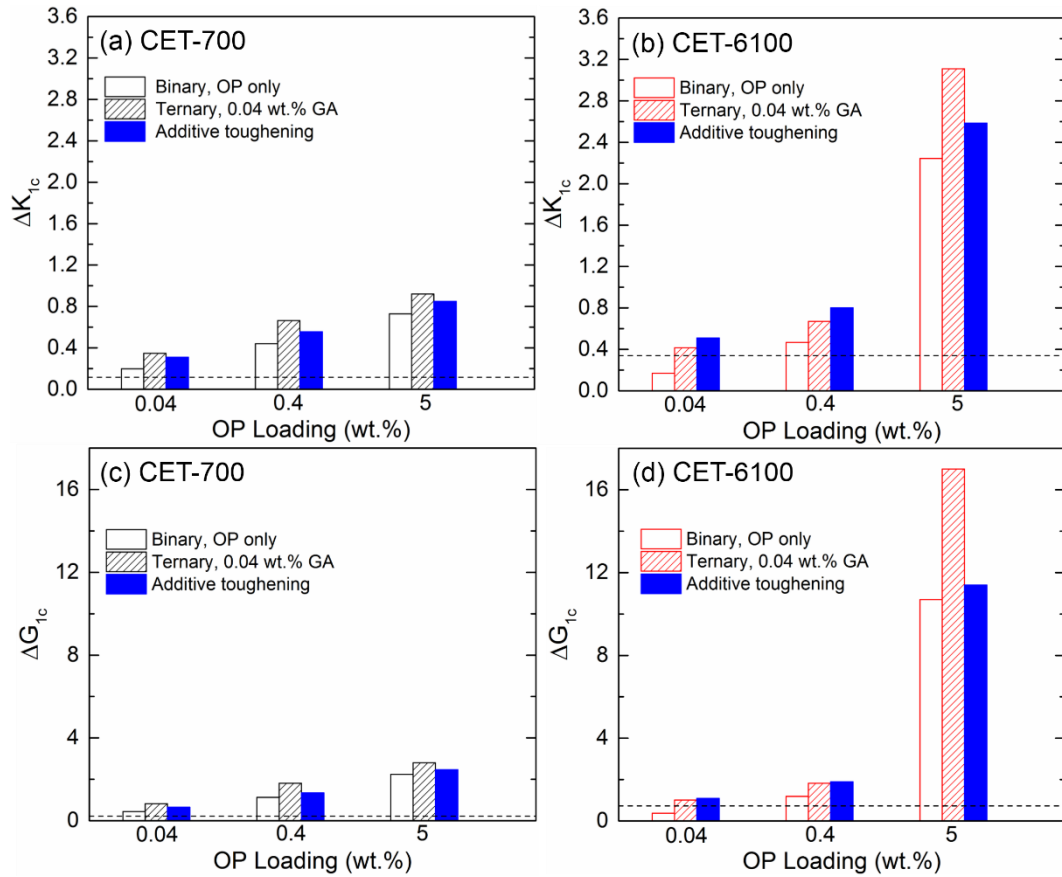 (a) CET-700
Binary, OP only
Ternary, 0.04 wt.% GA
Additive toughening
3.6
3.2
2.8
2.4
2.0
1.6
1.2
0.8
0.4
0.0
ΔK1c
0.04 0.4 5
OP Loading (wt.%)
(b) CET-6100
Binary, OP only
Ternary, 0.04 wt.% GA
Additive toughening
3.6
3.2
2.8
2.4
2.0
1.6
1.2
0.8
0.4
0.0
ΔK1c
0.04 0.4 5
OP Loading (wt.%)
(c) CET-700
Binary, OP only
Ternary, 0.04 wt.% GA
Additive toughening
16
12
8
4
0
ΔG1c
0.04 0.4 5
OP Loading (wt.%)
(d) CET-6100
Binary, OP only
Ternary, 0.04 wt.% GA
Additive toughening
16
12
8
4
0
ΔG1c
0.04 0.4 5
OP Loading (wt.%)